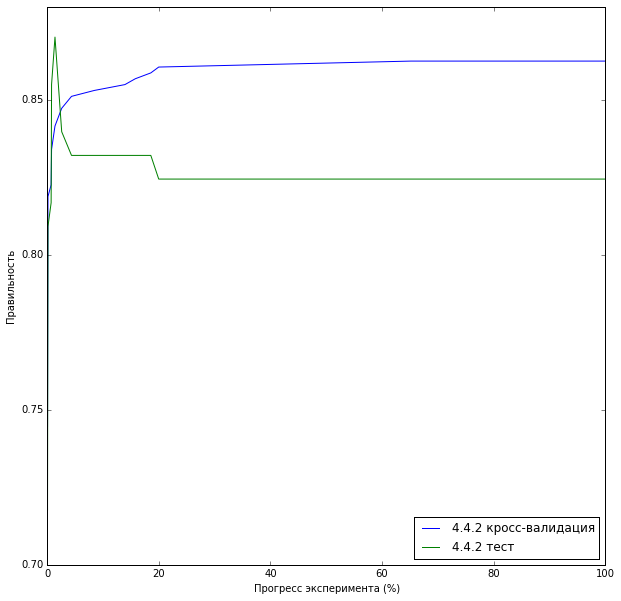 0.85
0.80
0.75
0.70
Правильность
0 20 40 60 80 100
Прогресс эксперимента (%)
4.4.2 кросс-валидация
4.4.2 тест